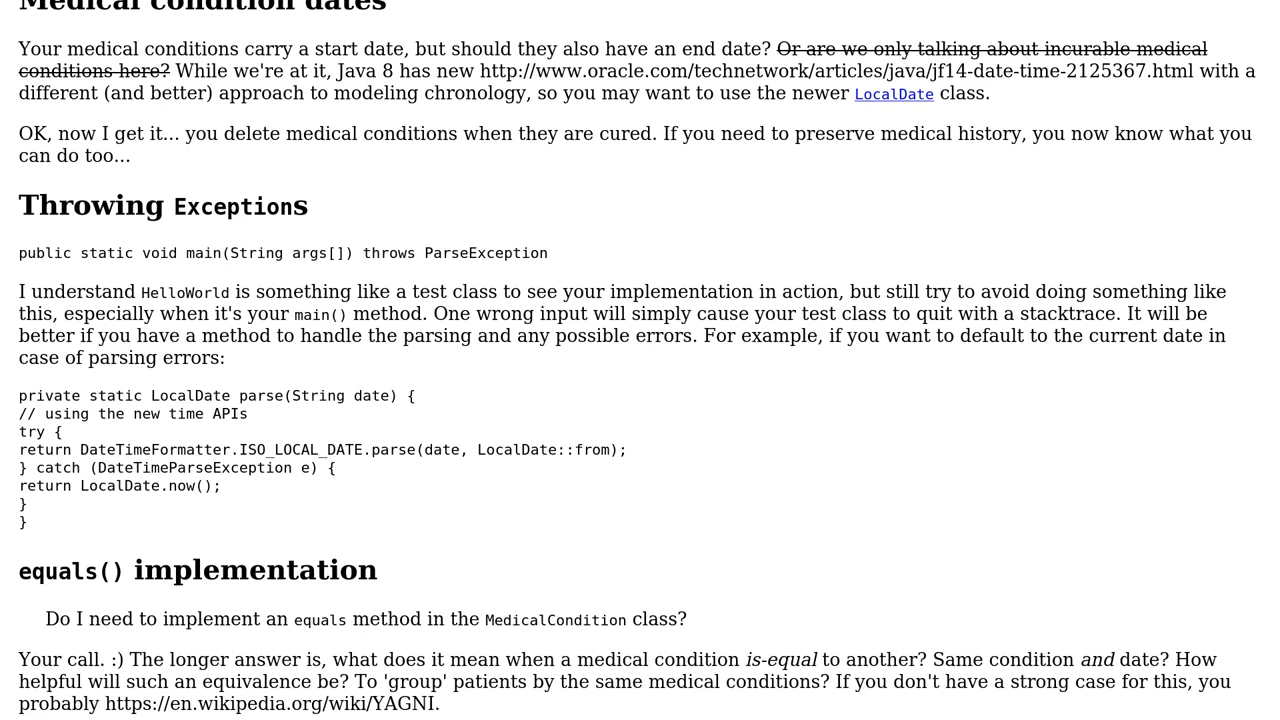 Medical condition dates
Your medical conditions carry a start date, but should they also have an end date? Or are we only talking about incurable medical
conditions here? While we're at it, Java 8 has new http://www.oracle.com/technetwork/articles/java/jf14-date-time-2125367.html with a
different (and better) approach to modeling chronology, so you may want to use the newer LocalDate class.
OK, now I get it... you delete medical conditions when they are cured. If you need to preserve medical history, you now know what you
can do too...
Throwing Exceptions
public static void main(String args[]) throws ParseException
I understand HelloWorld is something like a test class to see your implementation in action, but still try to avoid doing something like
this, especially when it's your main() method. One wrong input will simply cause your test class to quit with a stacktrace. It will be
better if you have a method to handle the parsing and any possible errors. For example, if you want to default to the current date in
case of parsing errors:
private static LocalDate parse(String date) {
// using the new time APIs
try {
return DateTimeFormatter.ISO_LOCAL_DATE.parse(date, LocalDate::from);
} catch (DateTimeParseException e) {
return LocalDate.now();
}
}
equals() implementation
Do I need to implement an equals method in the MedicalCondition class?
Your call. :) The longer answer is, what does it mean when a medical condition is-equal to another? Same condition and date? How
helpful will such an equivalence be? To 'group' patients by the same medical conditions? If you don't have a strong case for this, you
probably https://en.wikipedia.org/wiki/YAGNI.